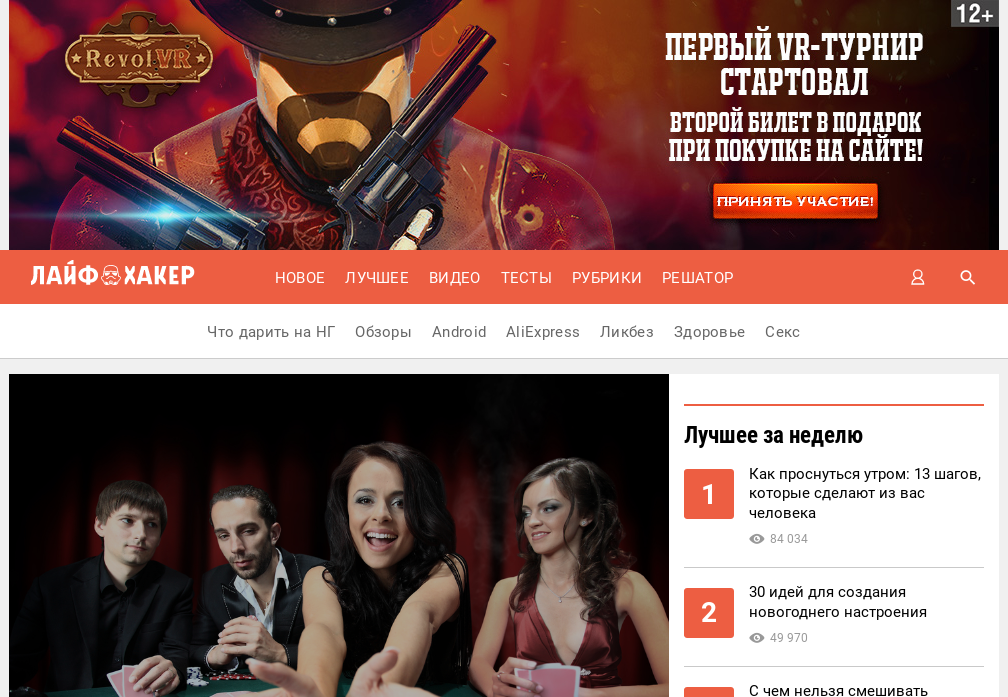 12+
RevolVR
ПЕРВЫЙ VR-ТУРНИР
СТАРТОВАЛ
ВТОРОЙ БИЛЕТ В ПОДАРОК
ПРИ ПОКУПКЕ НА САЙТЕ!
ПРИНЯТЬ УЧАСТИЕ!
ЛАЙФХАКЕР
НОВОЕ ЛУЧШЕЕ ВИДЕО ТЕСТЫ РУБРИКИ РЕШАТОР
Что дарить на НГ Обзоры Android AliExpress Ликбез Здоровье Секс
Лучшее за неделю
1
Как проснуться утром: 13 шагов,
которые сделают из вас
человека
84 034
2
30 идей для создания
новогоднего настроения
49 970
С чем нельзя смешивать